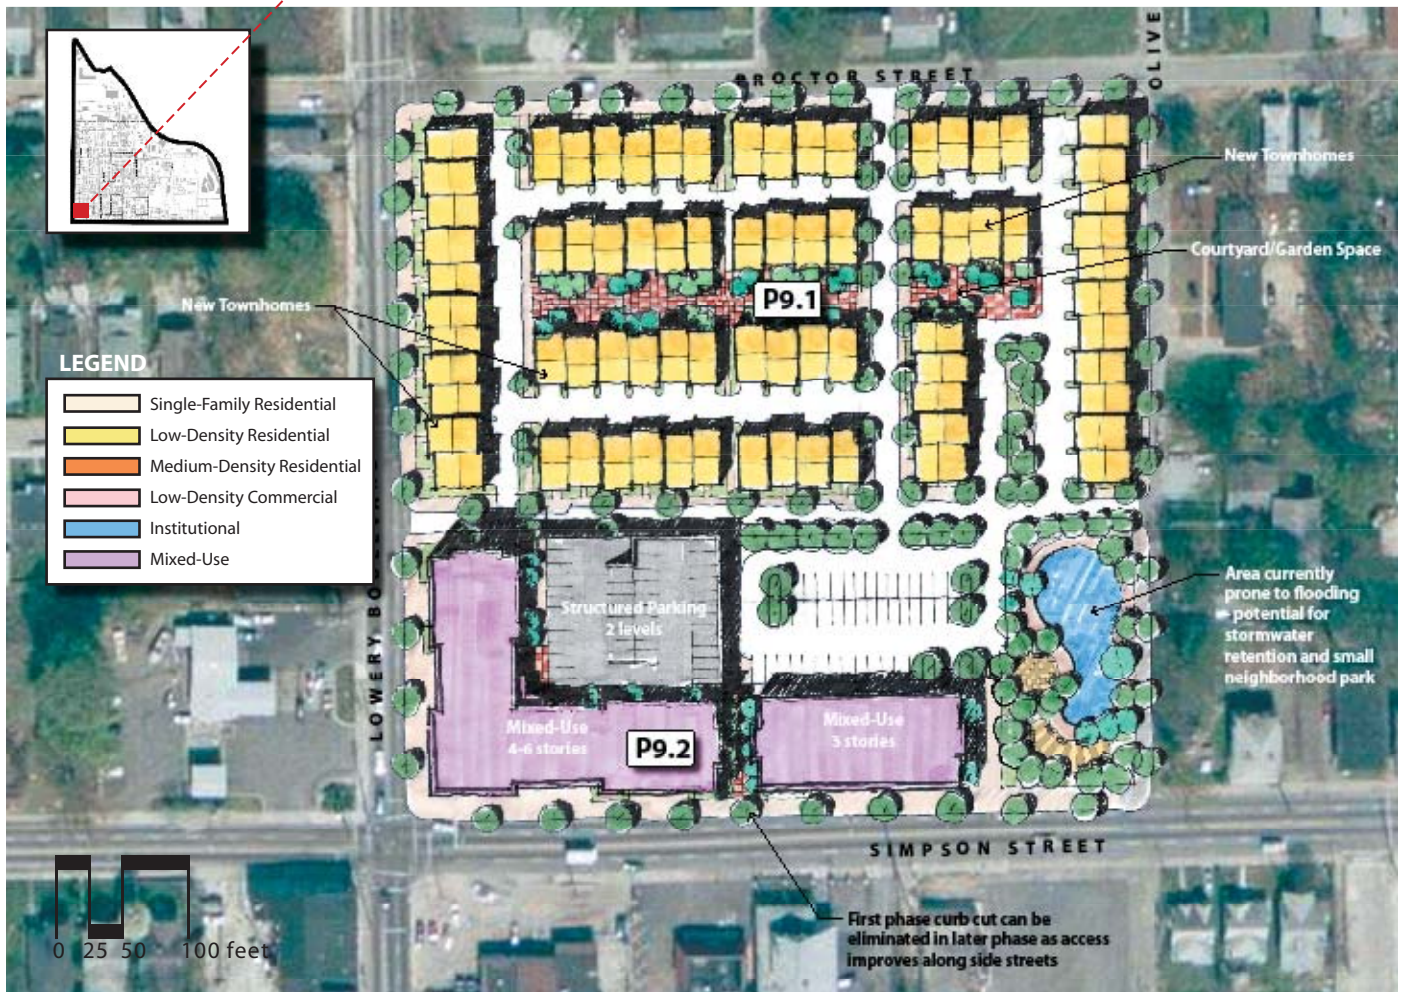 PROCTOR STREET
OLIVE
New Townhomes
Courtyard/Garden Space
P9.1
New Townhomes
LEGEND
Single-Family Residential
Low-Density Residential
Medium-Density Residential
Low-Density Commercial
Institutional
Mixed-Use
Structured Parking
2 levels
Area currently
prone to flooding
- potential for
stormwater
retention and small
neighborhood park
LOWERY
Mixed-Use
4-6 stories
P9.2
Mixed-Use
3 stories
SIMPSON STREET
First phase curb cut can be
eliminated in later phase as access
improves along side streets
0 25 50 100 feet